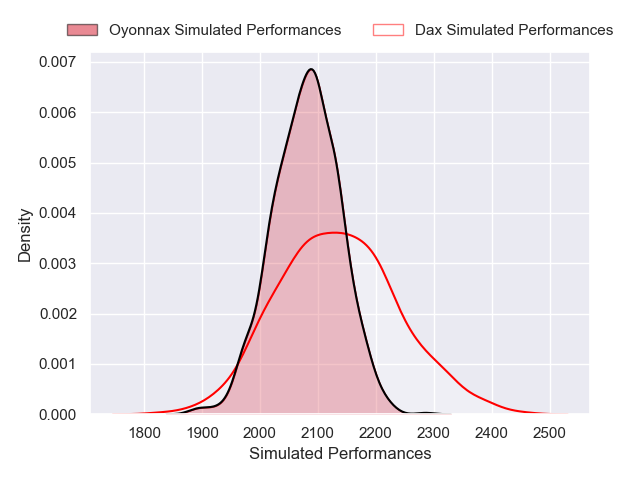 Oyonnax Simulated Performances Dax Simulated Performances
0.007
0.006
0.005
0.004
0.003
0.002
0.001
0.000
Density
1800 1900 2000 2100 2200 2300 2400 2500
Simulated Performances